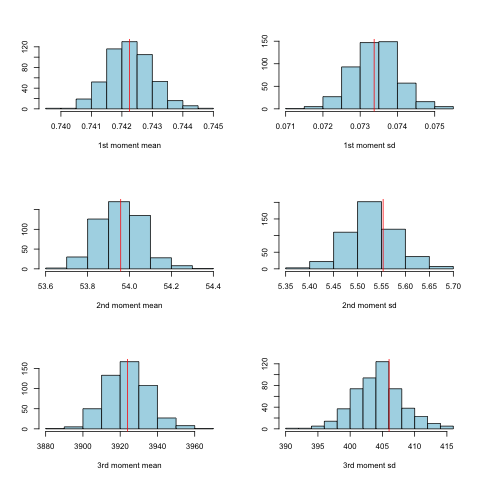 0 40 80 120
0.740 0.741 0.742 0.743 0.744 0.745
1st moment mean
0 50 100 150
0.071 0.072 0.073 0.074 0.075
1st moment sd
0 50 150
53.6 53.8 54.0 54.2 54.4
2nd moment mean
0 50 150
5.35 5.40 5.45 5.50 5.55 5.60 5.65 5.70
2nd moment sd
0 50 100 150
3880 3900 3920 3940 3960
3rd moment mean
0 40 80 120
390 395 400 405 410 415
3rd moment sd